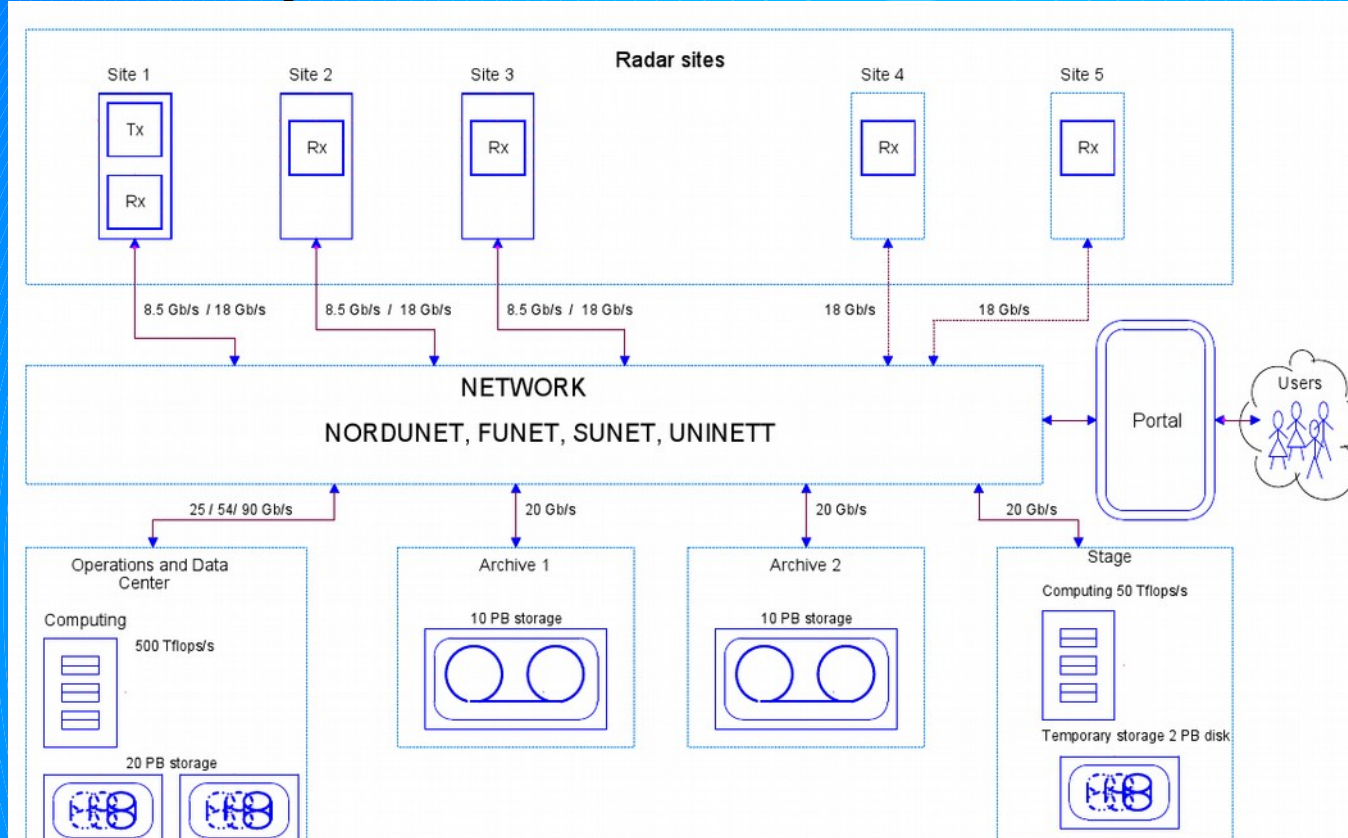 Radar sites
Site 1
Site 2
Site 3
Site 4
Site 5
Tx
Rx
Rx
Rx
Rx
Rx
8.5 Gb/s / 18 Gb/s
8.5 Gb/s / 18 Gb/s
8.5 Gb/s / 18 Gb/s
18 Gb/s
18 Gb/s
NETWORK
NORDUNET, FUNET, SUNET, UNINETT
Portal
Users
25 / 54/ 90 Gb/s
20 Gb/s
20 Gb/s
20 Gb/s
Operations and Data
Center
Computing
500 Tflops/s
20 PB storage
Archive 1
10 PB storage
Archive 2
10 PB storage
Stage
Computing 50 Tflops/s
Temporary storage 2 PB disk